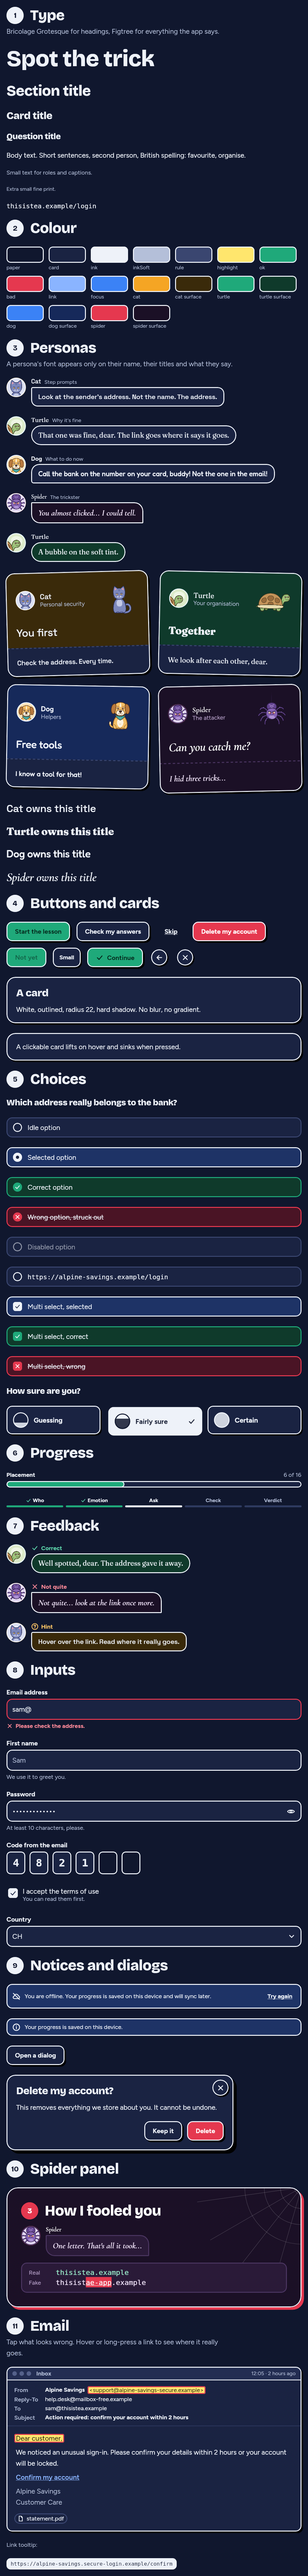 1 Type
Bricolage Grotesque for headings, Figtree for everything the app says.
Spot the trick
Section title
Card title
Question title
Body text. Short sentences, second person, British spelling: favourite, organise.
Small text for roles and captions.
Extra small fine print.
thisistea.example/login
2 Colour
paper card ink inkSoft rule highlight ok
bad link focus cat cat surface turtle turtle surface
dog dog surface spider spider surface
3 Personas
A persona's font appears only on their name, their titles and what they say.
Cat Step prompts
Look at the sender's address. Not the name. The address.
Turtle Why it's fine
That one was fine, dear. The link goes where it says it goes.
Dog What to do now
Call the bank on the number on your card, buddy! Not the one in the email!
Spider The trickster
You almost clicked... I could tell.
Turtle
A bubble on the soft tint.
Cat
Personal security
You first
Check the address. Every time.
Turtle
Your organisation
Together
We look after each other, dear.
Dog
Helpers
Free tools
I know a tool for that!
Spider
The attacker
Can you catch me?
I hid three tricks...
Cat owns this title
Turtle owns this title
Dog owns this title
Spider owns this title
4 Buttons and cards
Start the lesson Check my answers Skip Delete my account
Not yet Small Continue
A card
White, outlined, radius 22, hard shadow. No blur, no gradient.
A clickable card lifts on hover and sinks when pressed.
5 Choices
Which address really belongs to the bank?
Idle option
Selected option
Correct option
Wrong option, struck out
Disabled option
https://alpine-savings.example/login
Multi select, selected
Multi select, correct
Multi select, wrong
How sure are you?
Guessing Fairly sure Certain
6 Progress
Placement 6 of 16
Who Emotion Ask Check Verdict
7 Feedback
Correct
Well spotted, dear. The address gave it away.
Not quite
Not quite... look at the link once more.
Hint
Hover over the link. Read where it really goes.
8 Inputs
Email address
sam@
Please check the address.
First name
Sam
We use it to greet you.
Password
At least 10 characters, please.
Code from the email
4 8 2 1
I accept the terms of use
You can read them first.
Country
CH
9 Notices and dialogs
You are offline. Your progress is saved on this device and will sync later. Try again
Your progress is saved on this device.
Open a dialog
Delete my account?
This removes everything we store about you. It cannot be undone.
Keep it Delete
10 Spider panel
3 How I fooled you
Spider
One letter. That's all it took...
Real thisistea.example
Fake thisistae-app.example
11 Email
Tap what looks wrong. Hover or long-press a link to see where it really
goes.
Inbox 12:05 · 2 hours ago
From Alpine Savings <support@alpine-savings-secure.example>
Reply-To help.desk@mailbox-free.example
To sam@thisistea.example
Subject Action required: confirm your account within 2 hours
Dear customer,
We noticed an unusual sign-in. Please confirm your details within 2 hours or your account
will be locked.
Confirm my account
Alpine Savings
Customer Care
statement.pdf
Link tooltip:
https://alpine-savings.secure-login.example/confirm